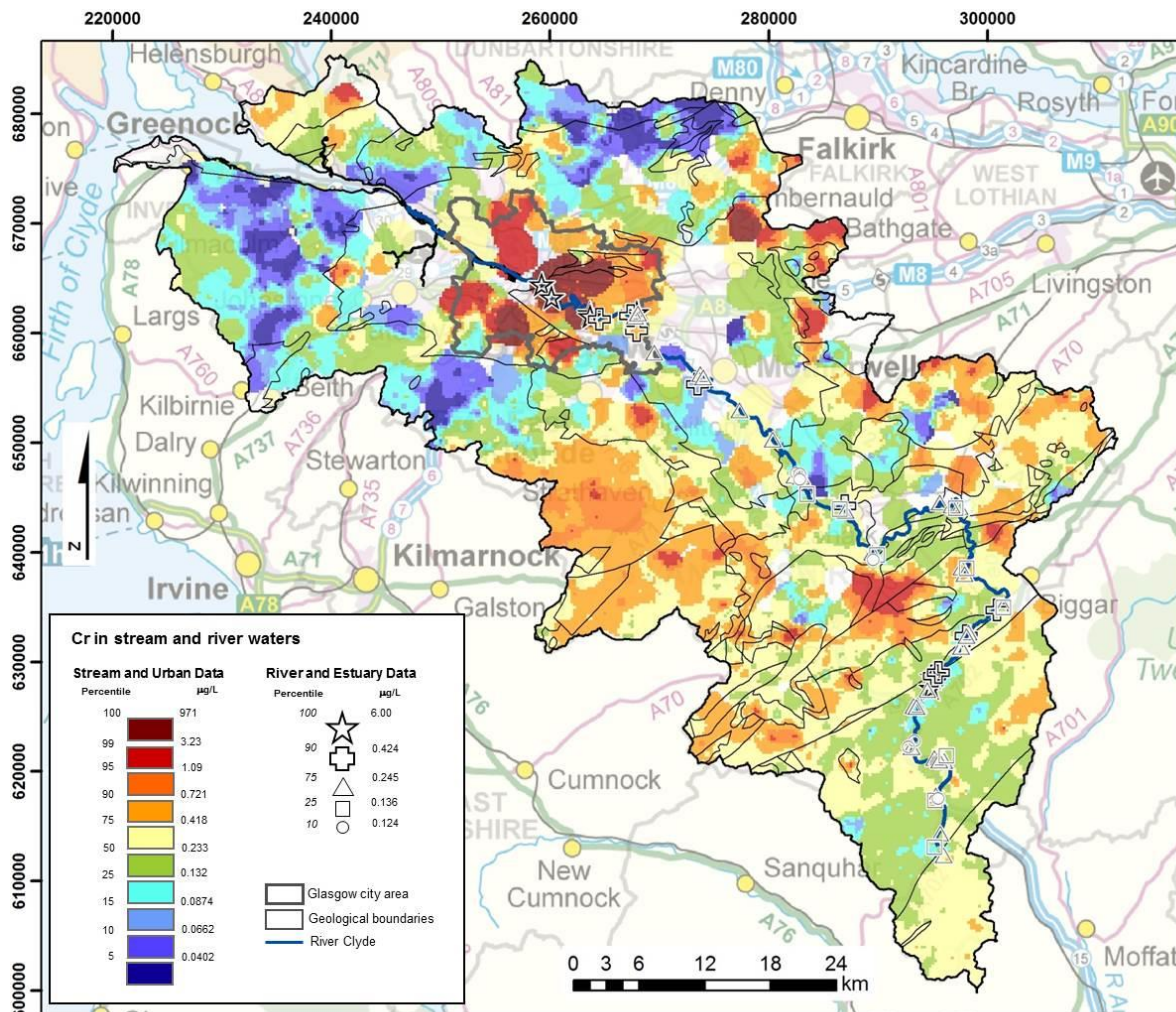 220000 240000 260000 280000 300000
680000
670000
660000
650000
640000
630000
620000
610000
600000
Helensburgh
DUNBARTONSHIRE
A81
M80
Denny
Kincardine
Br
Rosyth
A90
Greenock
Falkirk
FALKIRK
M9
WEST
LOTHIAN
A801
Bathgate
M8
A705
Livingston
A71
A70
Firth of Clyde
A78
Largs
A760
Beith
Kilbirnie
Dalry
A737
A736
Stewarton
A735
Kilwinning
Kilmarnock
A71
Irvine
A78
Galston
Biggar
A70
A701
A76
Cumnock
New
Cumnock
Sanquhar
A76
Moffat
N
Cr in stream and river waters
Stream and Urban Data River and Estuary Data
Percentile µg/L Percentile µg/L
100 971 100 6.00
99 3.23 90 0.424
95 1.09 75 0.245
90 0.721 25 0.136
75 0.418 10 0.124
50 0.233
25 0.132
15 0.0874
10 0.0662
5 0.0402
Glasgow city area
Geological boundaries
River Clyde
0 3 6 12 18 24
km